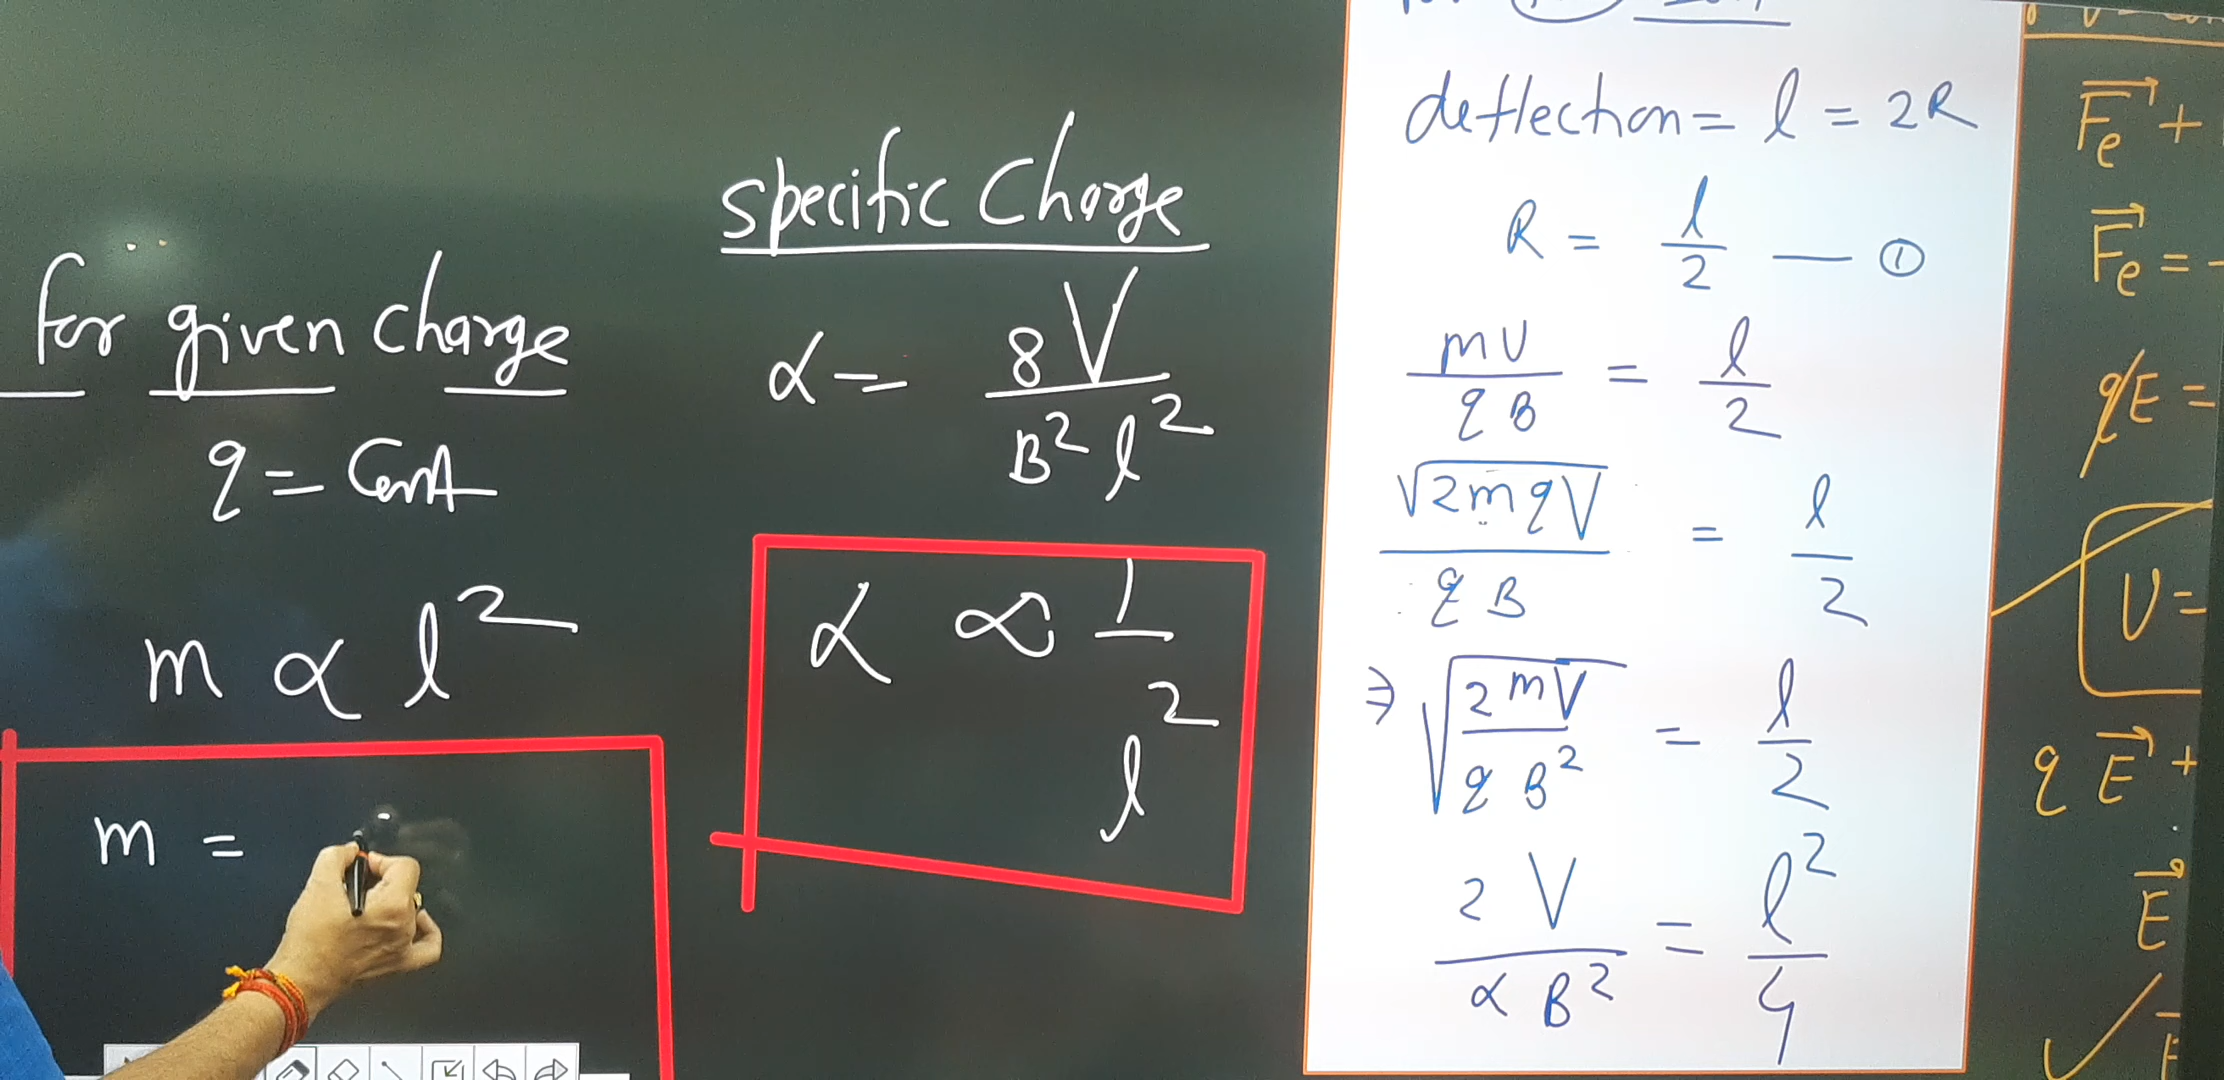 for given charge
q = Const
m ∝ l²
m =
specific Charge
α = 8V / B² l²
α ∝ 1 / l²
deflection = l = 2R
R = l/2 — ①
mv / qB = l/2
√2mqV / qB = l/2
⇒ √(2mV / qB²) = l/2
2V / αB² = l²/4
Fe⃗ +
Fe⃗ = -
qE =
v =
qE⃗ +
E⃗